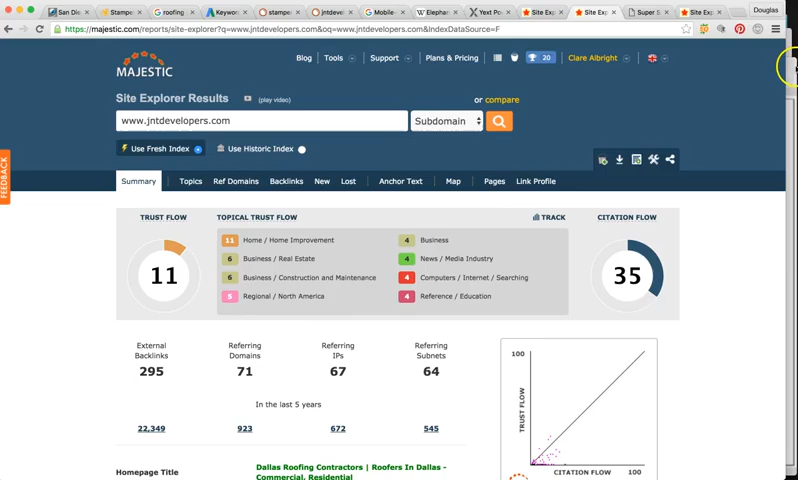 San Die
Stampe
roofing
Keyword
stampe
jntdevel
Mobile-
Elephan
Yext Po
Site Exp
Site Exp
Super S
Site Exp
Douglas
https://majestic.com/reports/site-explorer?q=www.jntdevelopers.com&oq=www.jntdevelopers.com&IndexDataSource=F
MAJESTIC
Blog Tools Support Plans & Pricing 20 Clare Albright
Site Explorer Results (play video) or compare
www.jntdevelopers.com Subdomain
Use Fresh Index Use Historic Index
FEEDBACK
Summary Topics Ref Domains Backlinks New Lost Anchor Text Map Pages Link Profile
TRUST FLOW TOPICAL TRUST FLOW TRACK CITATION FLOW
11 Home / Home Improvement 4 Business
6 Business / Real Estate 4 News / Media Industry
11 35
6 Business / Construction and Maintenance 4 Computers / Internet / Searching
5 Regional / North America 4 Reference / Education
External Backlinks
Referring Domains
Referring IPs
Referring Subnets
295 71 67 64
In the last 5 years
22,349 923 672 545
100
TRUST FLOW
CITATION FLOW 100
Homepage Title
Dallas Roofing Contractors | Roofers In Dallas -
Commercial, Residential